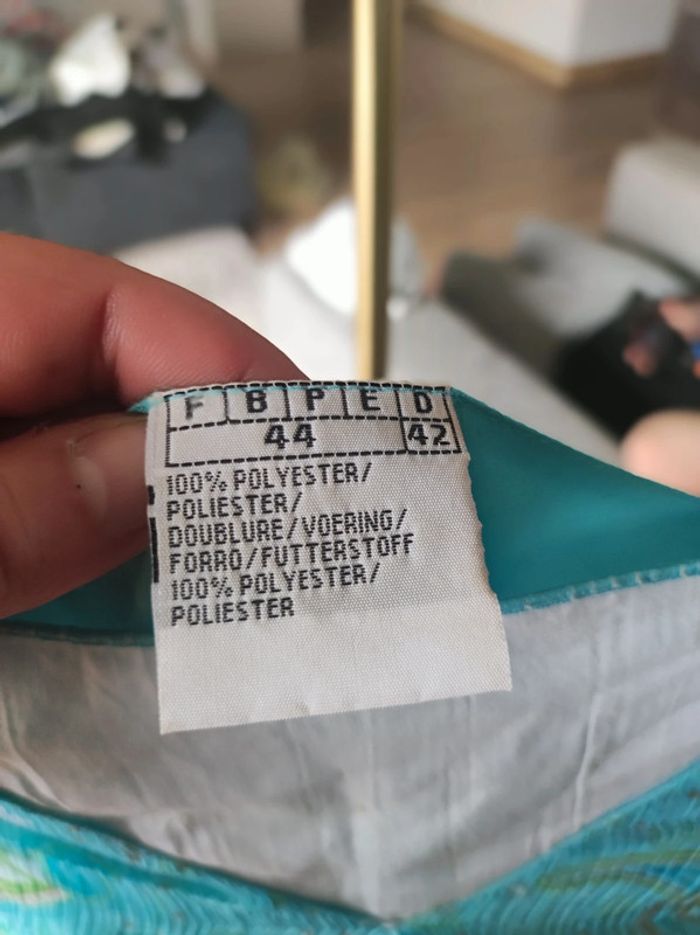 F B P E D
44 42
100% POLYESTER/
POLIESTER/
DOUBLURE/VOERING/
FORRO/FUTTERSTOFF
100% POLYESTER/
POLIESTER